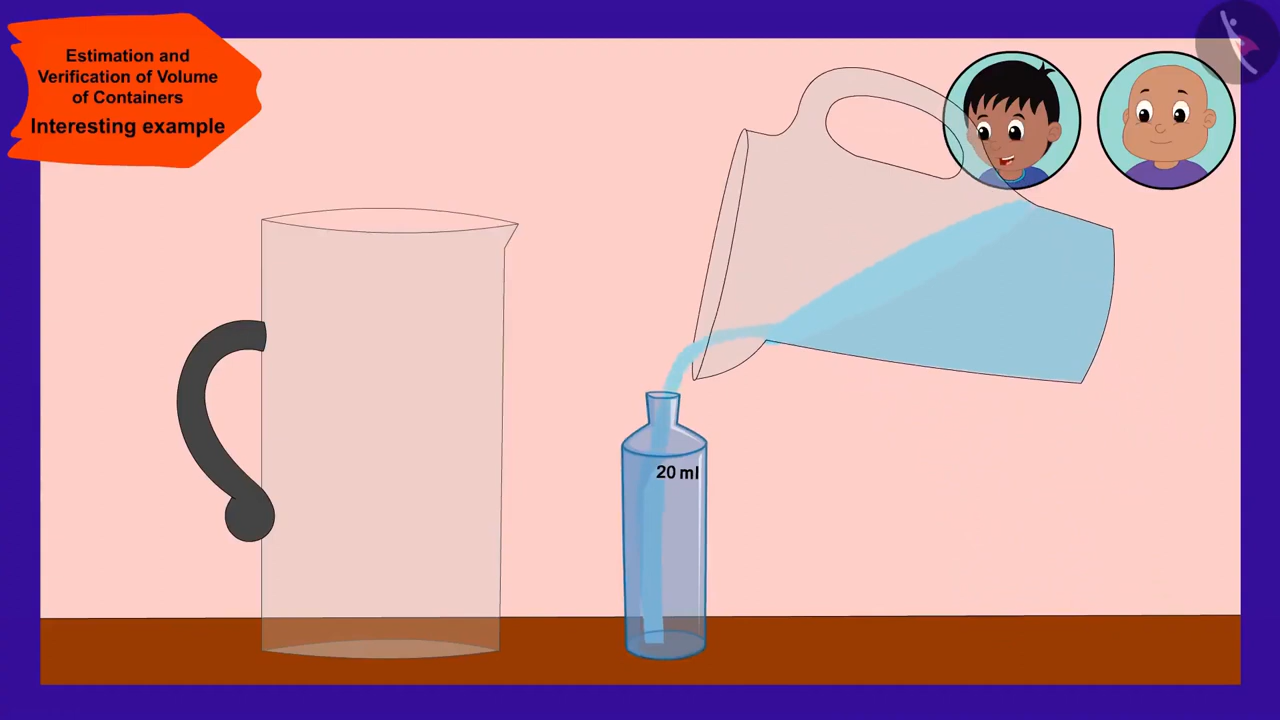 Estimation and
Verification of Volume
of Containers
Interesting example
20 ml